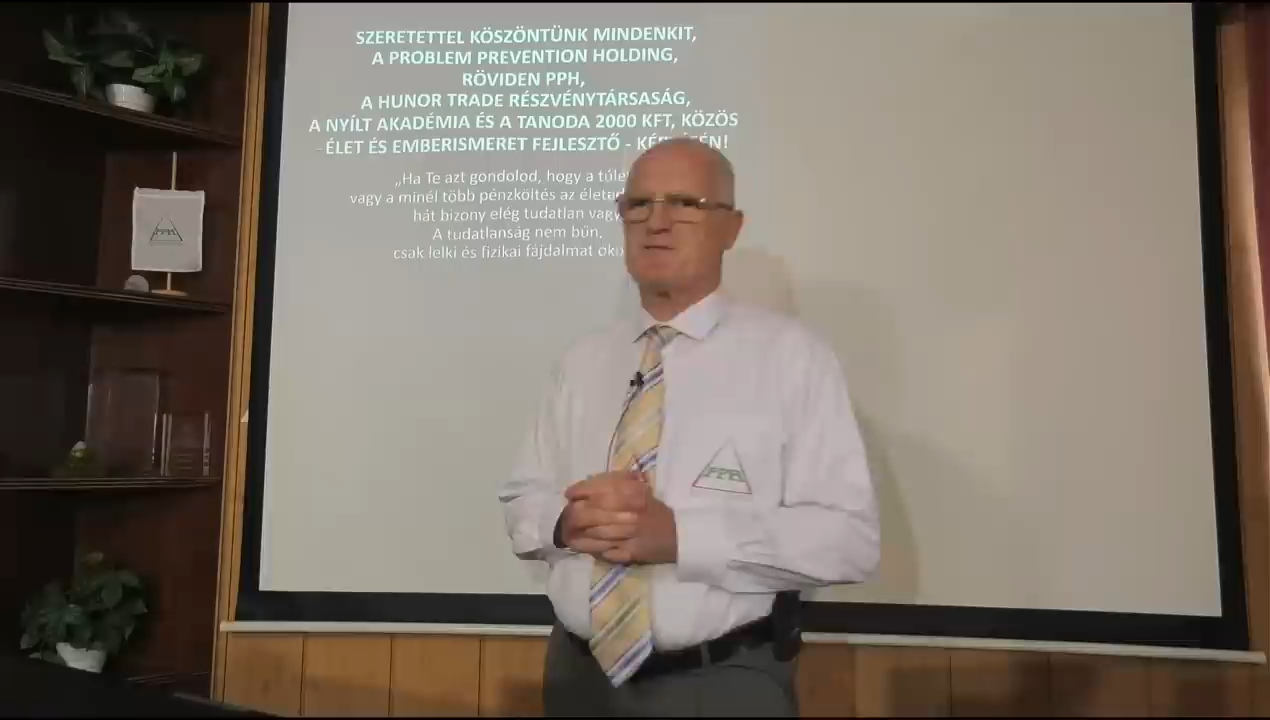 SZERETETTEL KÖSZÖNTÜNK MINDENKIT,
A PROBLEM PREVENTION HOLDING,
RÖVIDEN PPH,
A HUNOR TRADE RÉSZVÉNYTÁRSASÁG,
A NYÍLT AKADÉMIA ÉS A TANODA 2000 KFT, KÖZÖS
- ÉLET ÉS EMBERISMERET FEJLESZTŐ -
„Ha Te azt gondolod, hogy a
vagy a minél több pénzköltés az
hát bizony elég tudatlan vagy
A tudatlanság nem bűn,
csak lelki és fizikai fájdalmat
PPH
PPH